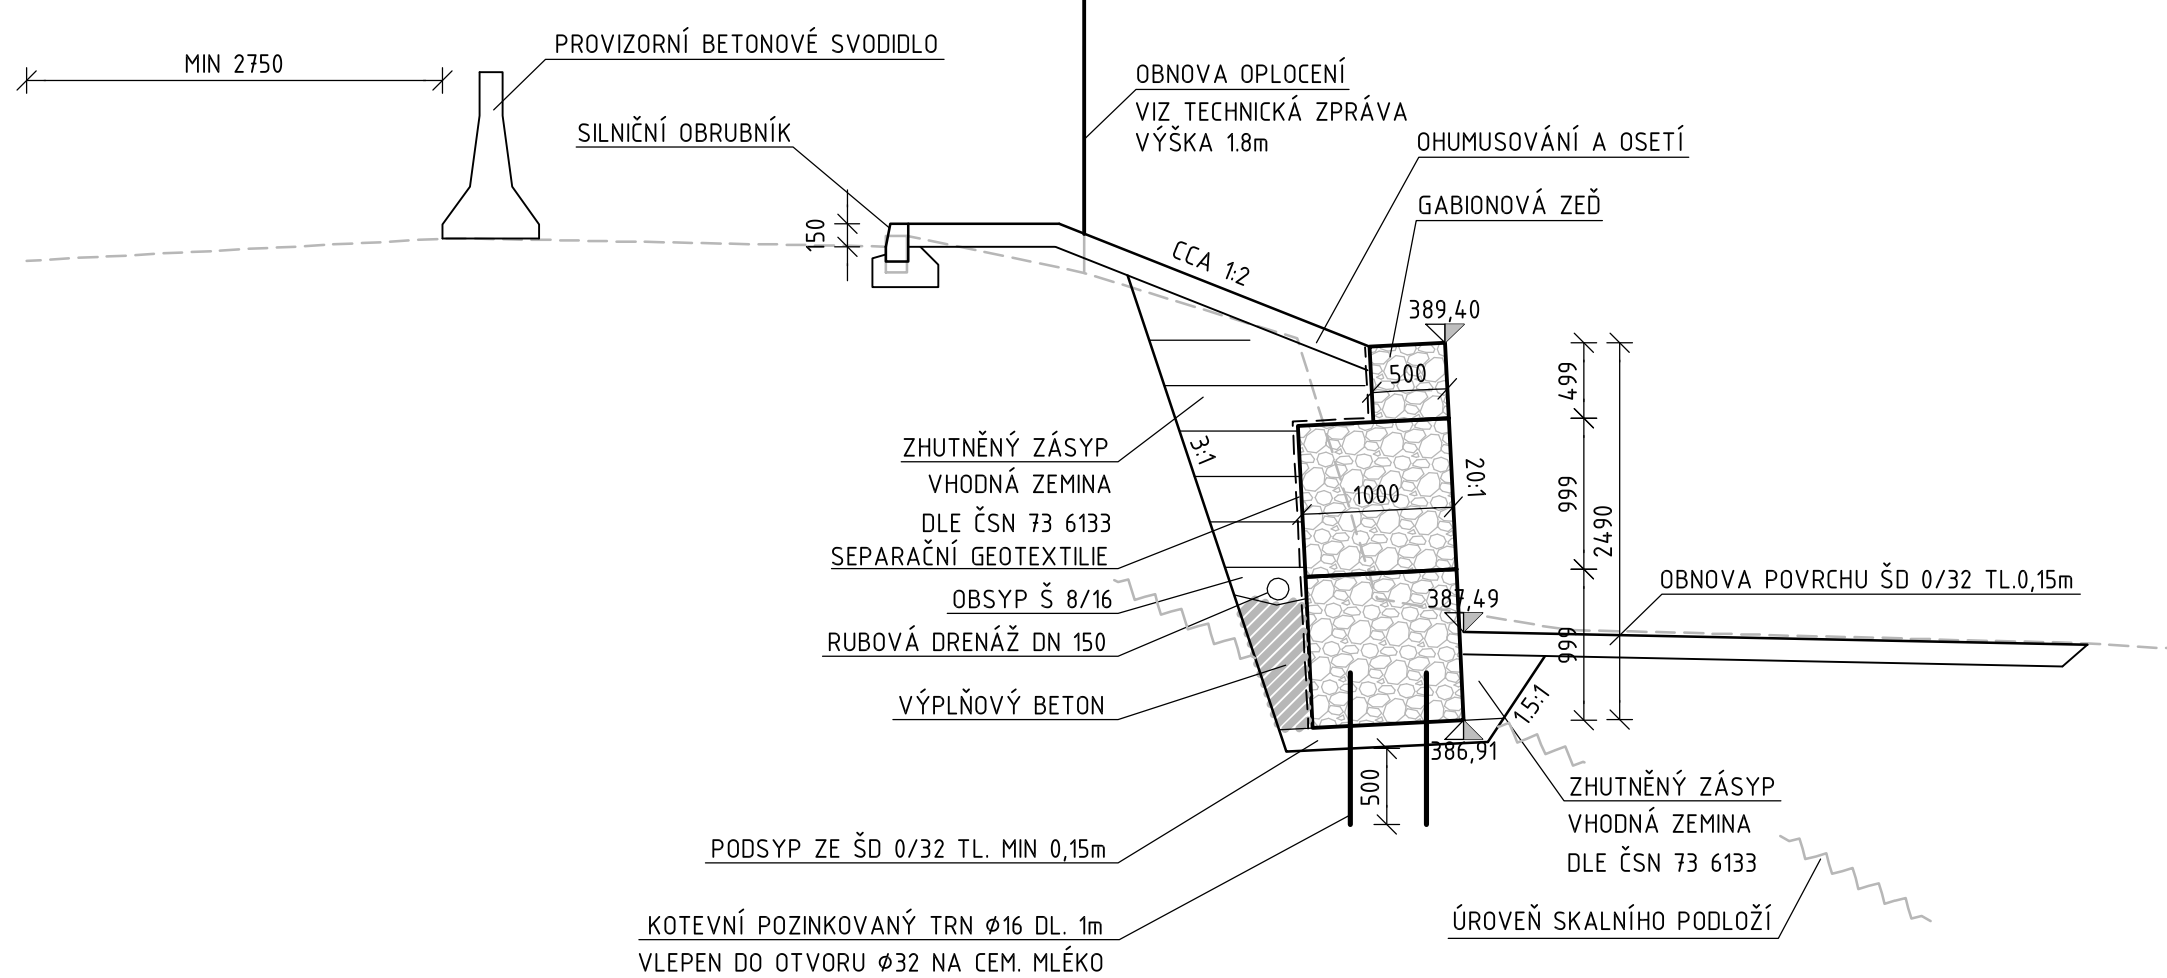 PROVIZORNÍ BETONOVÉ SVODIDLO
MIN 2750
OBNOVA OPLOCENÍ
VIZ TECHNICKÁ ZPRÁVA
VÝŠKA 1.8m
SILNIČNÍ OBRUBNÍK
OHUMUSOVÁNÍ A OSETÍ
GABIONOVÁ ZEĎ
150
CCA 1:2
389,40
500
499
ZHUTNĚNÝ ZÁSYP
VHODNÁ ZEMINA
DLE ČSN 73 6133
3:1
20:1
1000
999
2490
SEPARAČNÍ GEOTEXTILIE
OBSYP Š 8/16
387,49
OBNOVA POVRCHU ŠD 0/32 TL.0,15m
RUBOVÁ DRENÁŽ DN 150
999
VÝPLŇOVÝ BETON
1.5:1
386,91
500
ZHUTNĚNÝ ZÁSYP
VHODNÁ ZEMINA
DLE ČSN 73 6133
PODSYP ZE ŠD 0/32 TL. MIN 0,15m
KOTEVNÍ POZINKOVANÝ TRN Ø16 DL. 1m
VLEPEN DO OTVORU Ø32 NA CEM. MLÉKO
ÚROVEŇ SKALNÍHO PODLOŽÍ